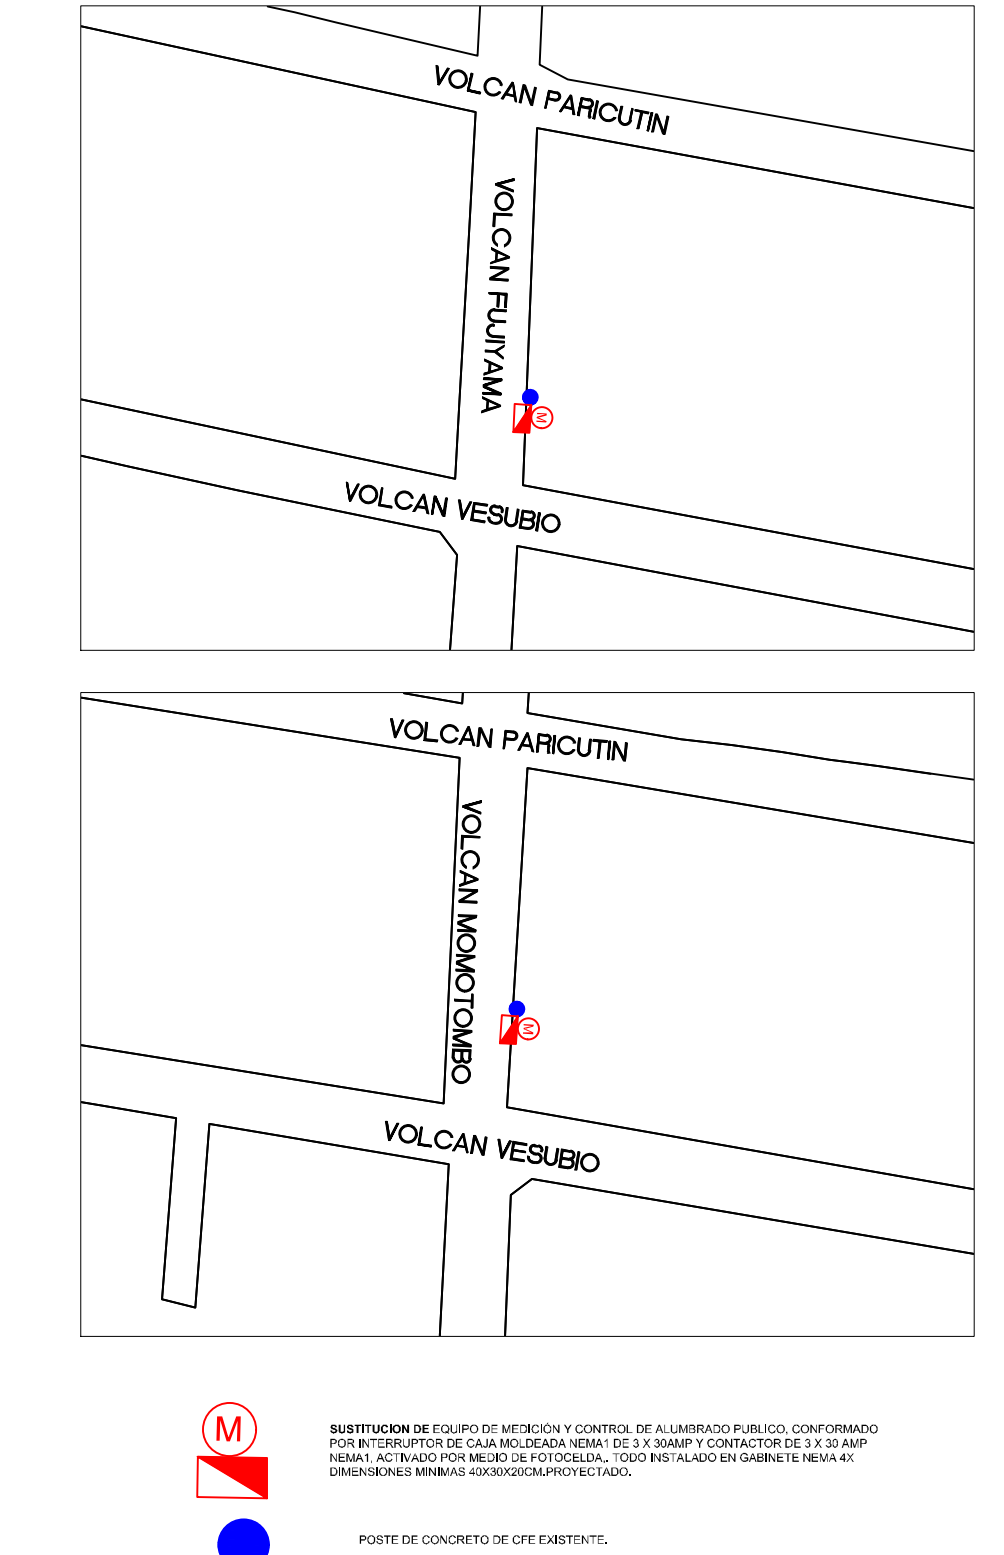 VOLCAN PARICUTIN
VOLCAN FUJIYAMA
M
VOLCAN VESUBIO
VOLCAN PARICUTIN
VOLCAN MOMOTOMBO
M
VOLCAN VESUBIO
M
SUSTITUCION DE EQUIPO DE MEDICIÓN Y CONTROL DE ALUMBRADO PUBLICO, CONFORMADO
POR INTERRUPTOR DE CAJA MOLDEADA NEMA1 DE 3 X 30AMP Y CONTACTOR DE 3 X 30 AMP
NEMA1, ACTIVADO POR MEDIO DE FOTOCELDA,. TODO INSTALADO EN GABINETE NEMA 4X
DIMENSIONES MINIMAS 40X30X20CM.PROYECTADO.
POSTE DE CONCRETO DE CFE EXISTENTE.